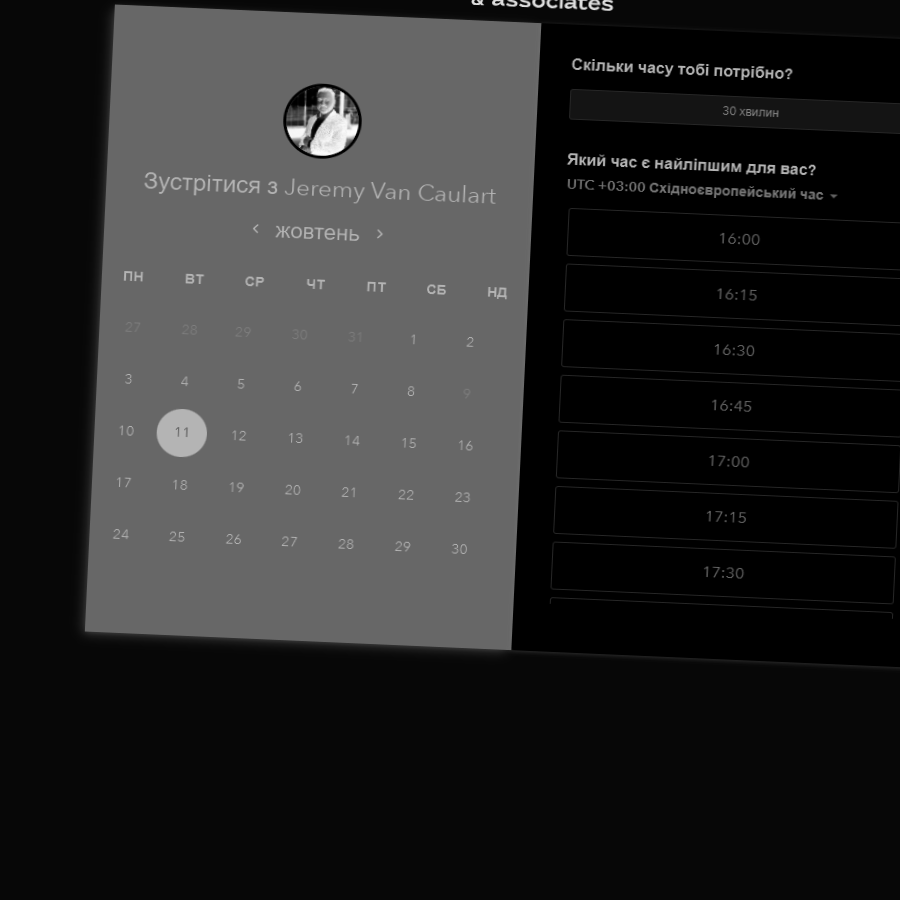 & associates
Зустрітися з Jeremy Van Caulart
жовтень
ПН ВТ СР ЧТ ПТ СБ НД
27 28 29 30 31 1 2
3 4 5 6 7 8 9
10 11 12 13 14 15 16
17 18 19 20 21 22 23
24 25 26 27 28 29 30
Скільки часу тобі потрібно?
30 хвилин
Який час є найліпшим для вас?
UTC +03:00 Східноєвропейський час
16:00
16:15
16:30
16:45
17:00
17:15
17:30